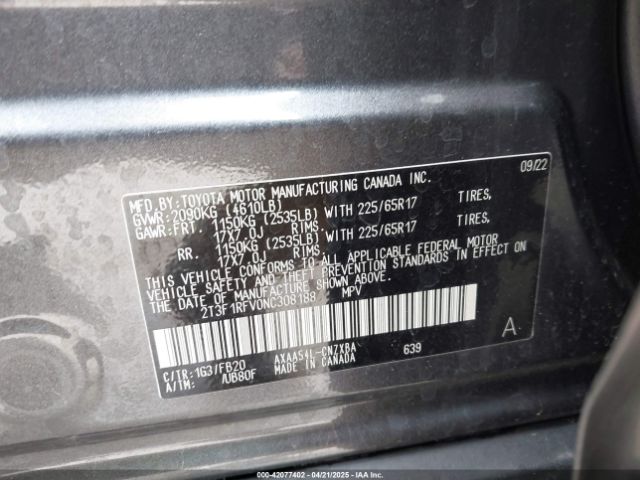 09/22
MFD.BY:TOYOTA MOTOR MANUFACTURING CANADA INC.
GVWR:2090KG (4610LB)
GAWR:FRT. 1150KG (2535LB) WITH 225/65R17 TIRES,
17X7.0J RIMS,
RR. 1150KG (2535LB) WITH 225/65R17 TIRES,
17X7.0J RIMS,
THIS VEHICLE CONFORMS TO ALL APPLICABLE FEDERAL MOTOR
VEHICLE SAFETY AND THEFT PREVENTION STANDARDS IN EFFECT ON
THE DATE OF MANUFACTURE SHOWN ABOVE.
2T3F1RFV0NC308188 MPV
A
C/TR:1G3/FB20 AXAA54L-CNZXBA 639
A/TM: /UB80F MADE IN CANADA
000-42077402 - 04/21/2025 - IAAI.COM